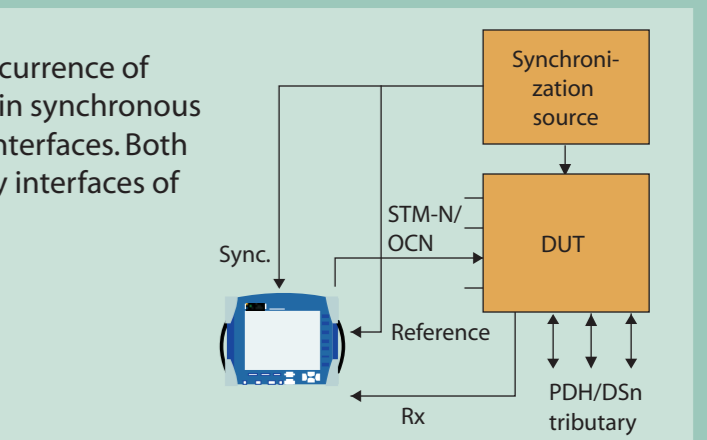 currence of
in synchronous
nterfaces. Both
y interfaces of
Synchroni-
zation
source
STM-N/
OCN
DUT
Sync.
Reference
Rx
PDH/DSn
tributary